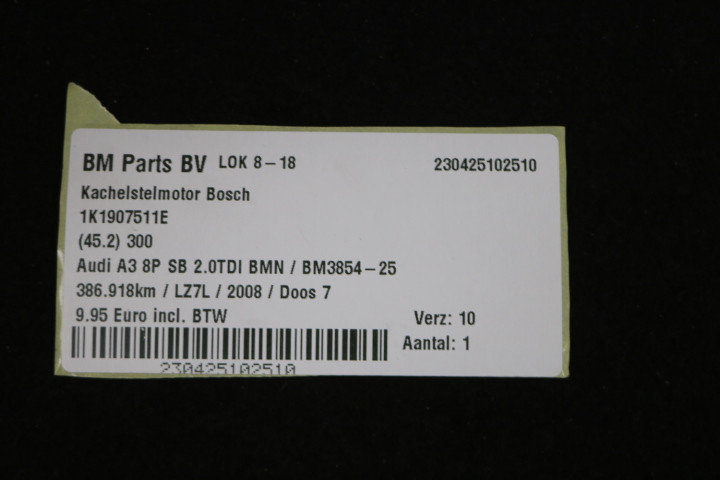 BM Parts BV LOK 8-18 230425102510
Kachelstelmotor Bosch
1K1907511E
(45.2) 300
Audi A3 8P SB 2.0TDI BMN / BM3854-25
386.918km / LZ7L / 2008 / Doos 7
9.95 Euro incl. BTW Verz: 10
Aantal: 1
230425102510